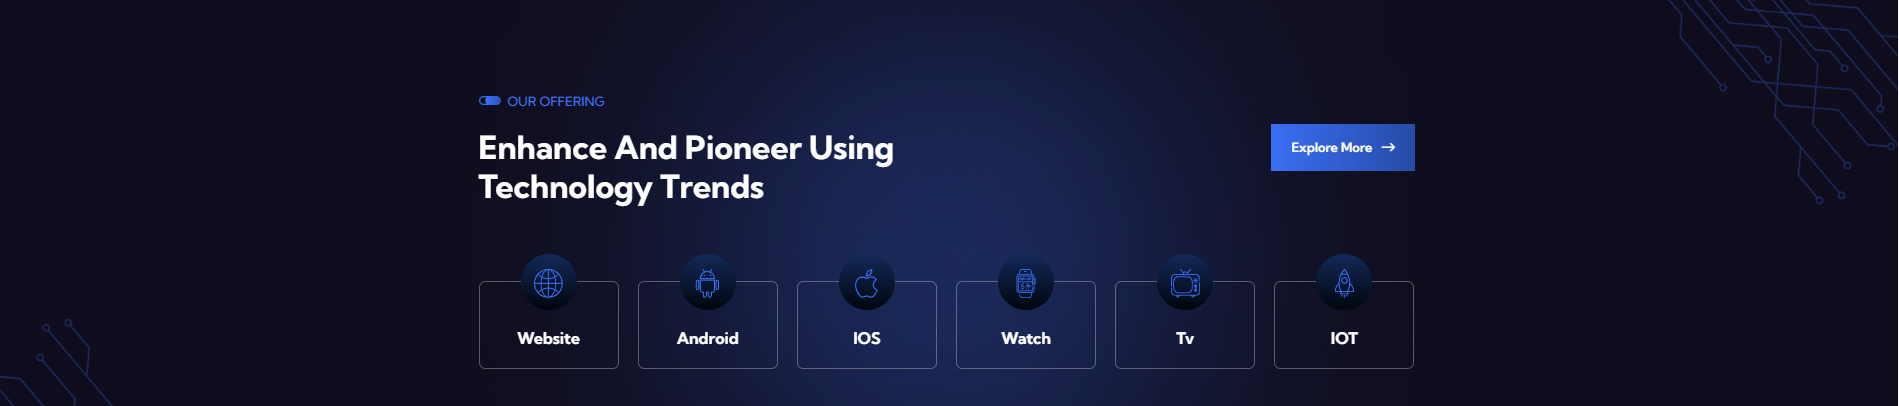 OUR OFFERING
Enhance And Pioneer Using
Technology Trends
Explore More
Website
Android
IOS
Watch
Tv
IOT